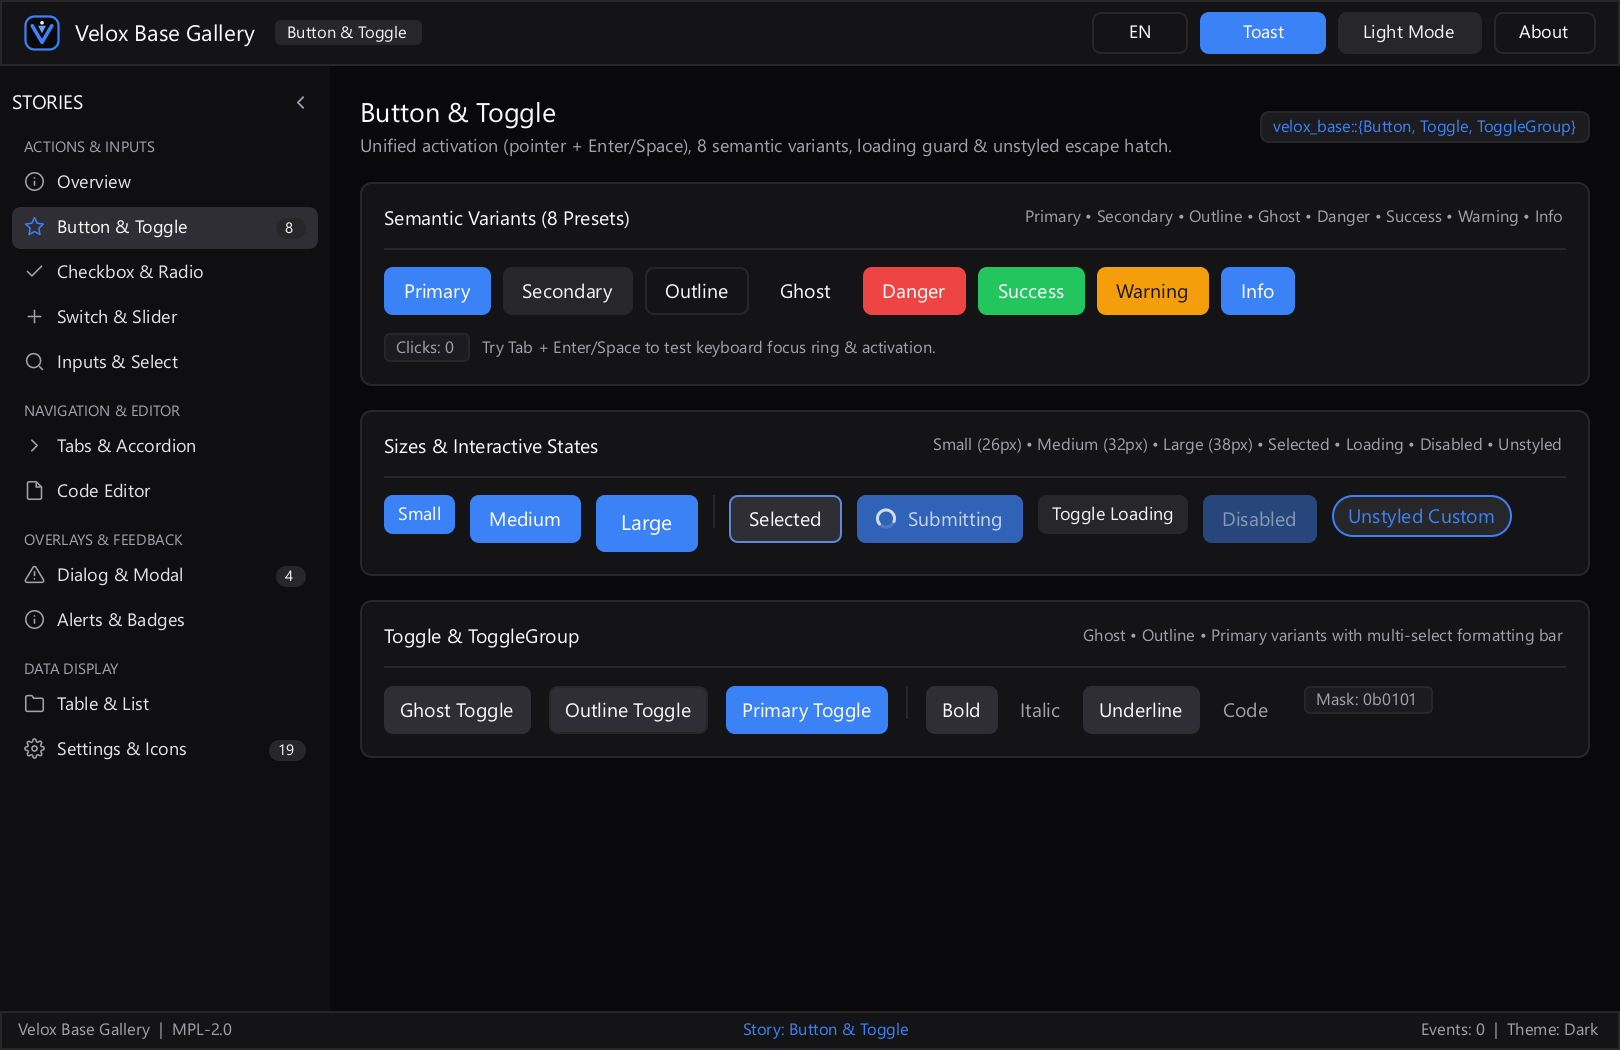 Velox Base Gallery Button & Toggle EN Toast Light Mode About
STORIES
ACTIONS & INPUTS
Overview
Button & Toggle 8
Checkbox & Radio
Switch & Slider
Inputs & Select
NAVIGATION & EDITOR
Tabs & Accordion
Code Editor
OVERLAYS & FEEDBACK
Dialog & Modal 4
Alerts & Badges
DATA DISPLAY
Table & List
Settings & Icons 19
Button & Toggle
Unified activation (pointer + Enter/Space), 8 semantic variants, loading guard & unstyled escape hatch.
velox_base::{Button, Toggle, ToggleGroup}
Semantic Variants (8 Presets) Primary • Secondary • Outline • Ghost • Danger • Success • Warning • Info
Primary Secondary Outline Ghost Danger Success Warning Info
Clicks: 0 Try Tab + Enter/Space to test keyboard focus ring & activation.
Sizes & Interactive States Small (26px) • Medium (32px) • Large (38px) • Selected • Loading • Disabled • Unstyled
Small Medium Large Selected Submitting Toggle Loading Disabled Unstyled Custom
Toggle & ToggleGroup Ghost • Outline • Primary variants with multi-select formatting bar
Ghost Toggle Outline Toggle Primary Toggle Bold Italic Underline Code Mask: 0b0101
Velox Base Gallery | MPL-2.0 Story: Button & Toggle Events: 0 | Theme: Dark